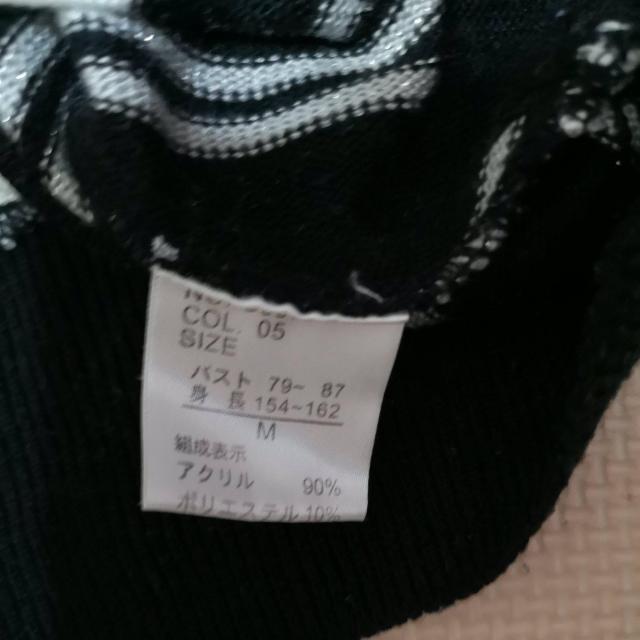 COL. 05
SIZE
バスト 79~ 87
身 長 154~162
M
組成表示
アクリル 90%
ポリエステル 10%